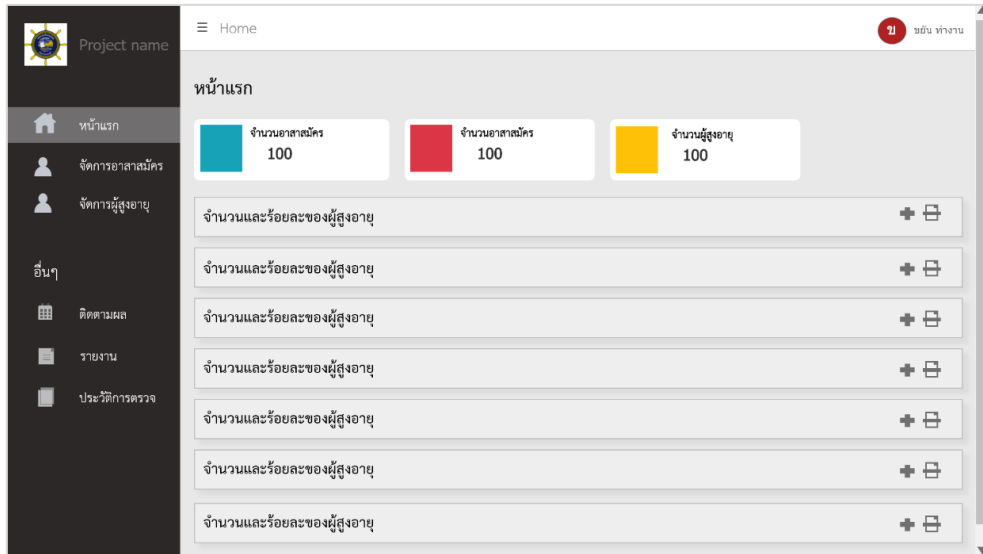 Project name
☰ Home
ข ขยัน ทำงาน
หน้าแรก
จัดการอาสาสมัคร
จัดการผู้สูงอายุ
อื่นๆ
ติดตามผล
รายงาน
ประวัติการตรวจ
หน้าแรก
จำนวนอาสาสมัคร
100
จำนวนอาสาสมัคร
100
จำนวนผู้สูงอายุ
100
จำนวนและร้อยละของผู้สูงอายุ
จำนวนและร้อยละของผู้สูงอายุ
จำนวนและร้อยละของผู้สูงอายุ
จำนวนและร้อยละของผู้สูงอายุ
จำนวนและร้อยละของผู้สูงอายุ
จำนวนและร้อยละของผู้สูงอายุ
จำนวนและร้อยละของผู้สูงอายุ